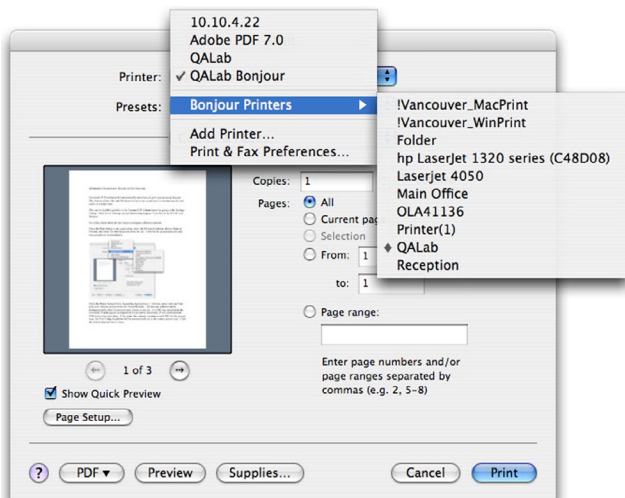 10.10.4.22
Adobe PDF 7.0
QALab
✓ QALab Bonjour
Bonjour Printers
Add Printer...
Print & Fax Preferences...
!Vancouver_MacPrint
!Vancouver_WinPrint
Folder
hp LaserJet 1320 series (C48D08)
LaserJet 4050
Main Office
OLA41136
Printer(1)
QALab
Reception
Printer:
Presets:
Copies: 1
Pages: All
Current pag
Selection
From: 1
to: 1
Page range:
Enter page numbers and/or
page ranges separated by
commas (e.g. 2, 5-8)
1 of 3
Show Quick Preview
Page Setup...
? PDF Preview Supplies... Cancel Print